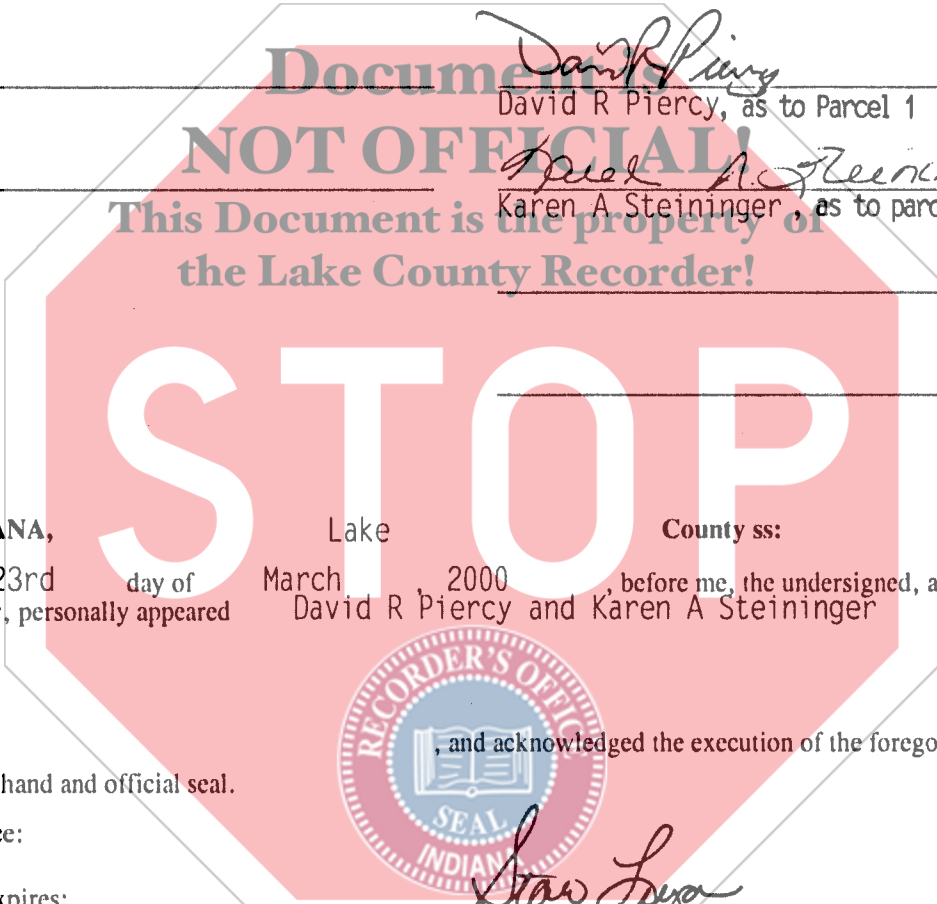 Document is
David R Piercy, as to Parcel 1
NOT OFFICIAL!
Karen A Steininger, as to parc
This Document is the property of
the Lake County Recorder!
STOP
ANA, Lake County ss:
23rd day of March, 2000, before me, the undersigned, a
, personally appeared David R Piercy and Karen A Steininger
RECORDER'S OFFICE
, and acknowledged the execution of the forego
hand and official seal.
SEAL
INDIANA
expires: